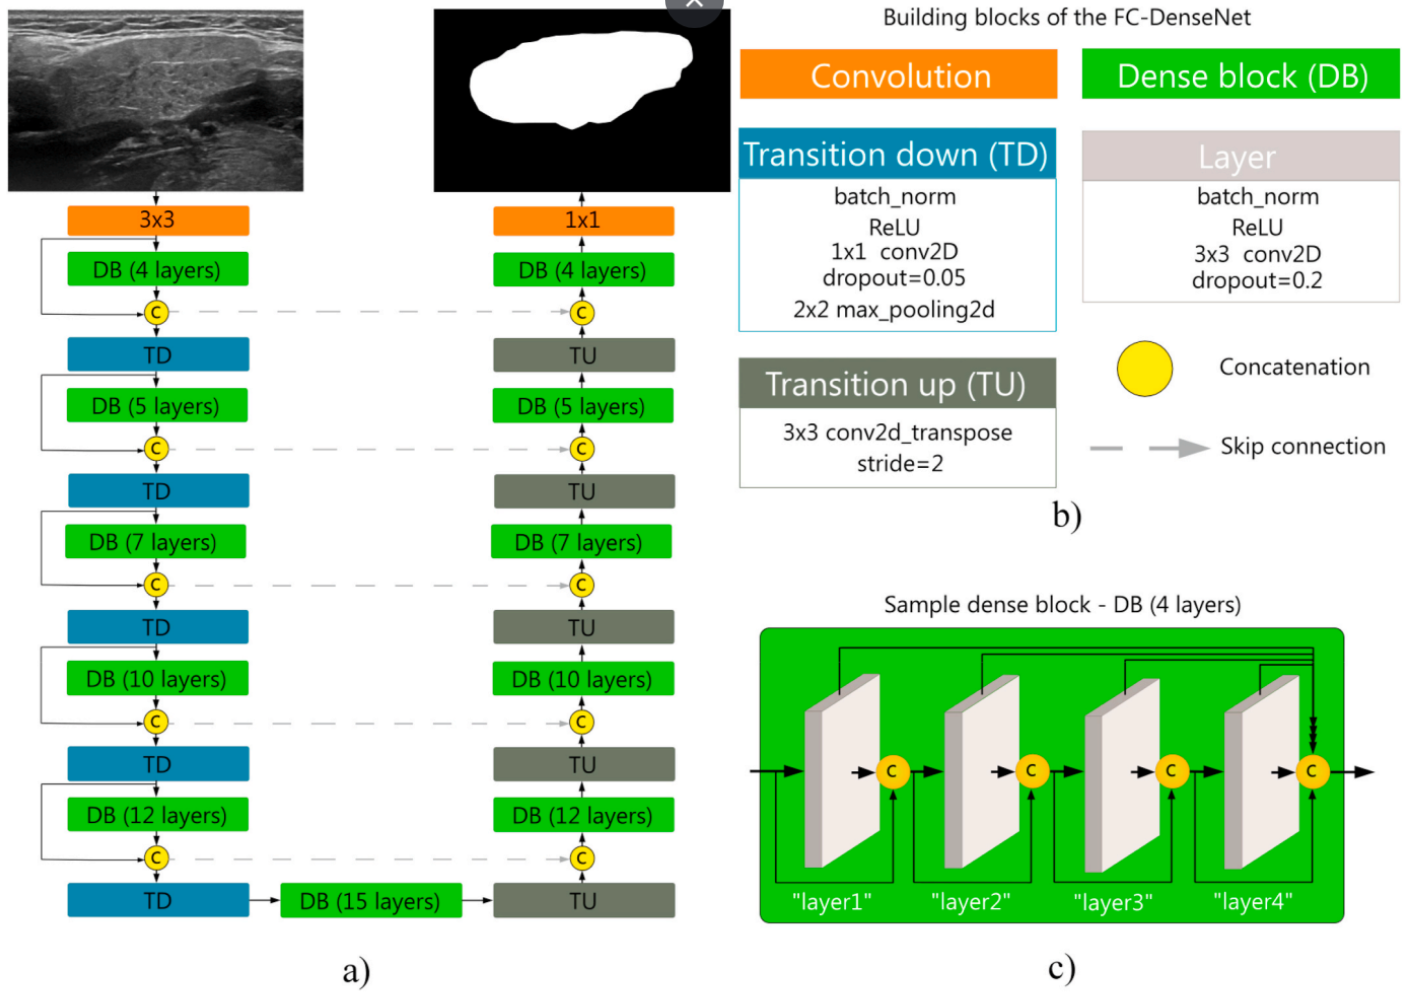 3x3
DB (4 layers)
C
TD
DB (5 layers)
C
TD
DB (7 layers)
C
TD
DB (10 layers)
C
TD
DB (12 layers)
C
TD
DB (15 layers)
1x1
DB (4 layers)
C
TU
DB (5 layers)
C
TU
DB (7 layers)
C
TU
DB (10 layers)
C
TU
DB (12 layers)
C
TU
a)
Building blocks of the FC-DenseNet
Convolution
Dense block (DB)
Transition down (TD)
batch_norm
ReLU
1x1 conv2D
dropout=0.05
2x2 max_pooling2d
Layer
batch_norm
ReLU
3x3 conv2D
dropout=0.2
Transition up (TU)
3x3 conv2d_transpose
stride=2
Concatenation
Skip connection
b)
Sample dense block - DB (4 layers)
C
C
C
C
"layer1"
"layer2"
"layer3"
"layer4"
c)